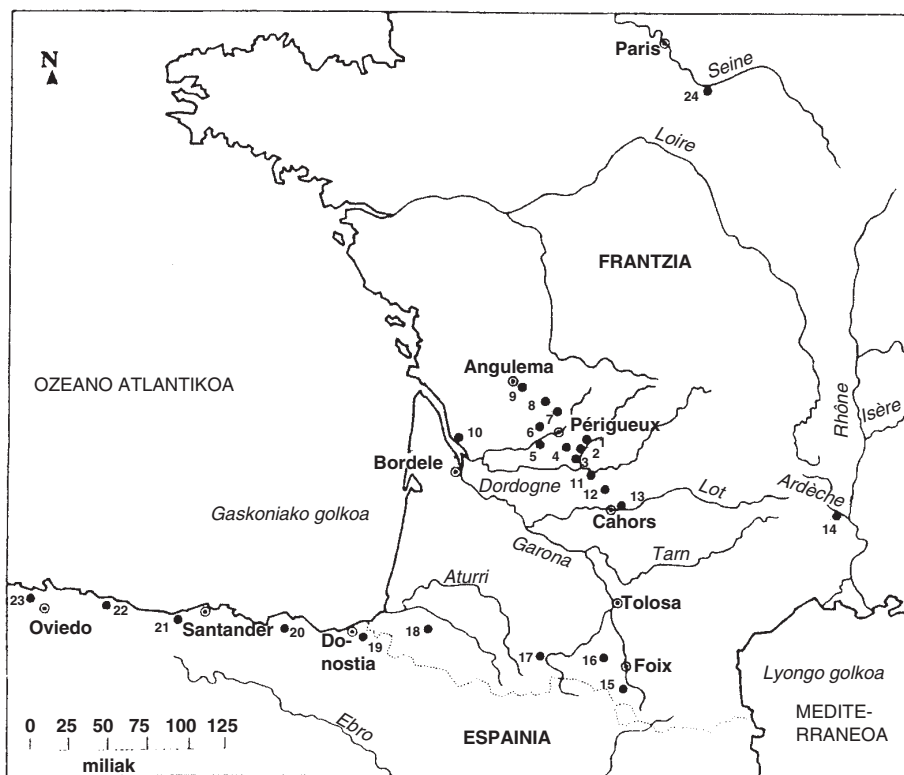 N
Paris
Seine
24
Loire
FRANTZIA
Rhône
Isère
OZEANO ATLANTIKOA
Angulema
9
8
7
6
Périgueux
10
5
4
3
2
1
Bordele
11
Dordogne
12
13
Lot
Ardèche
14
Cahors
Gaskoniako golkoa
Garona
Tarn
Aturri
Tolosa
23
Oviedo
22
21
Santander
20
Do-
nostia
19
18
17
16
Foix
15
Lyongo golkoa
MEDITE-
RRANEOA
Ebro
ESPAINIA
0 25 50 75 100 125
miliak